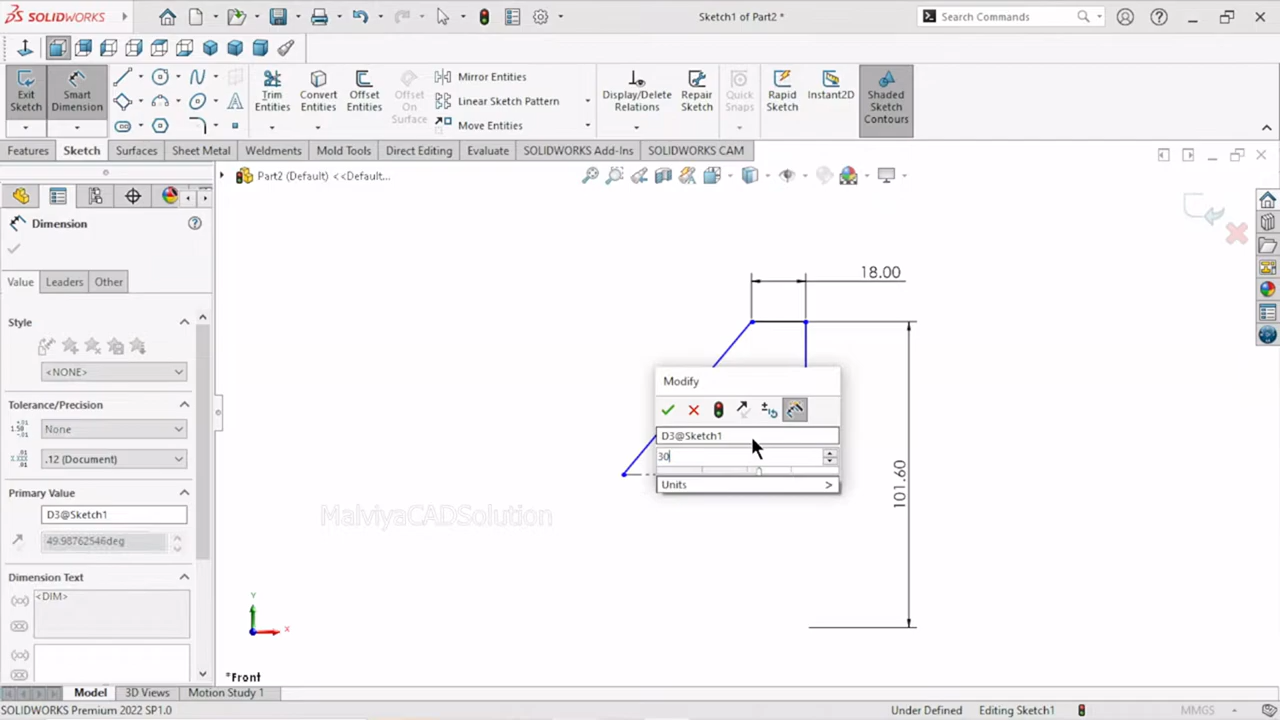 SOLIDWORKS
Sketch1 of Part2 *
Search Commands
Exit Sketch
Smart Dimension
Trim Entities
Convert Entities
Offset Entities
Offset On Surface
Mirror Entities
Linear Sketch Pattern
Move Entities
Display/Delete Relations
Repair Sketch
Quick Snaps
Rapid Sketch
Instant2D
Shaded Sketch Contours
Features
Sketch
Surfaces
Sheet Metal
Weldments
Mold Tools
Direct Editing
Evaluate
SOLIDWORKS Add-Ins
SOLIDWORKS CAM
Part2 (Default) <<Default...
Dimension
Value
Leaders
Other
Style
<NONE>
Tolerance/Precision
None
.12 (Document)
Primary Value
D3@Sketch1
49.98762546deg
Dimension Text
<DIM>
18.00
Modify
D3@Sketch1
30
Units
101.60
MalviyaCADSolution
Y
X
*Front
Model
3D Views
Motion Study 1
SOLIDWORKS Premium 2022 SP1.0
Under Defined
Editing Sketch1
MMGS